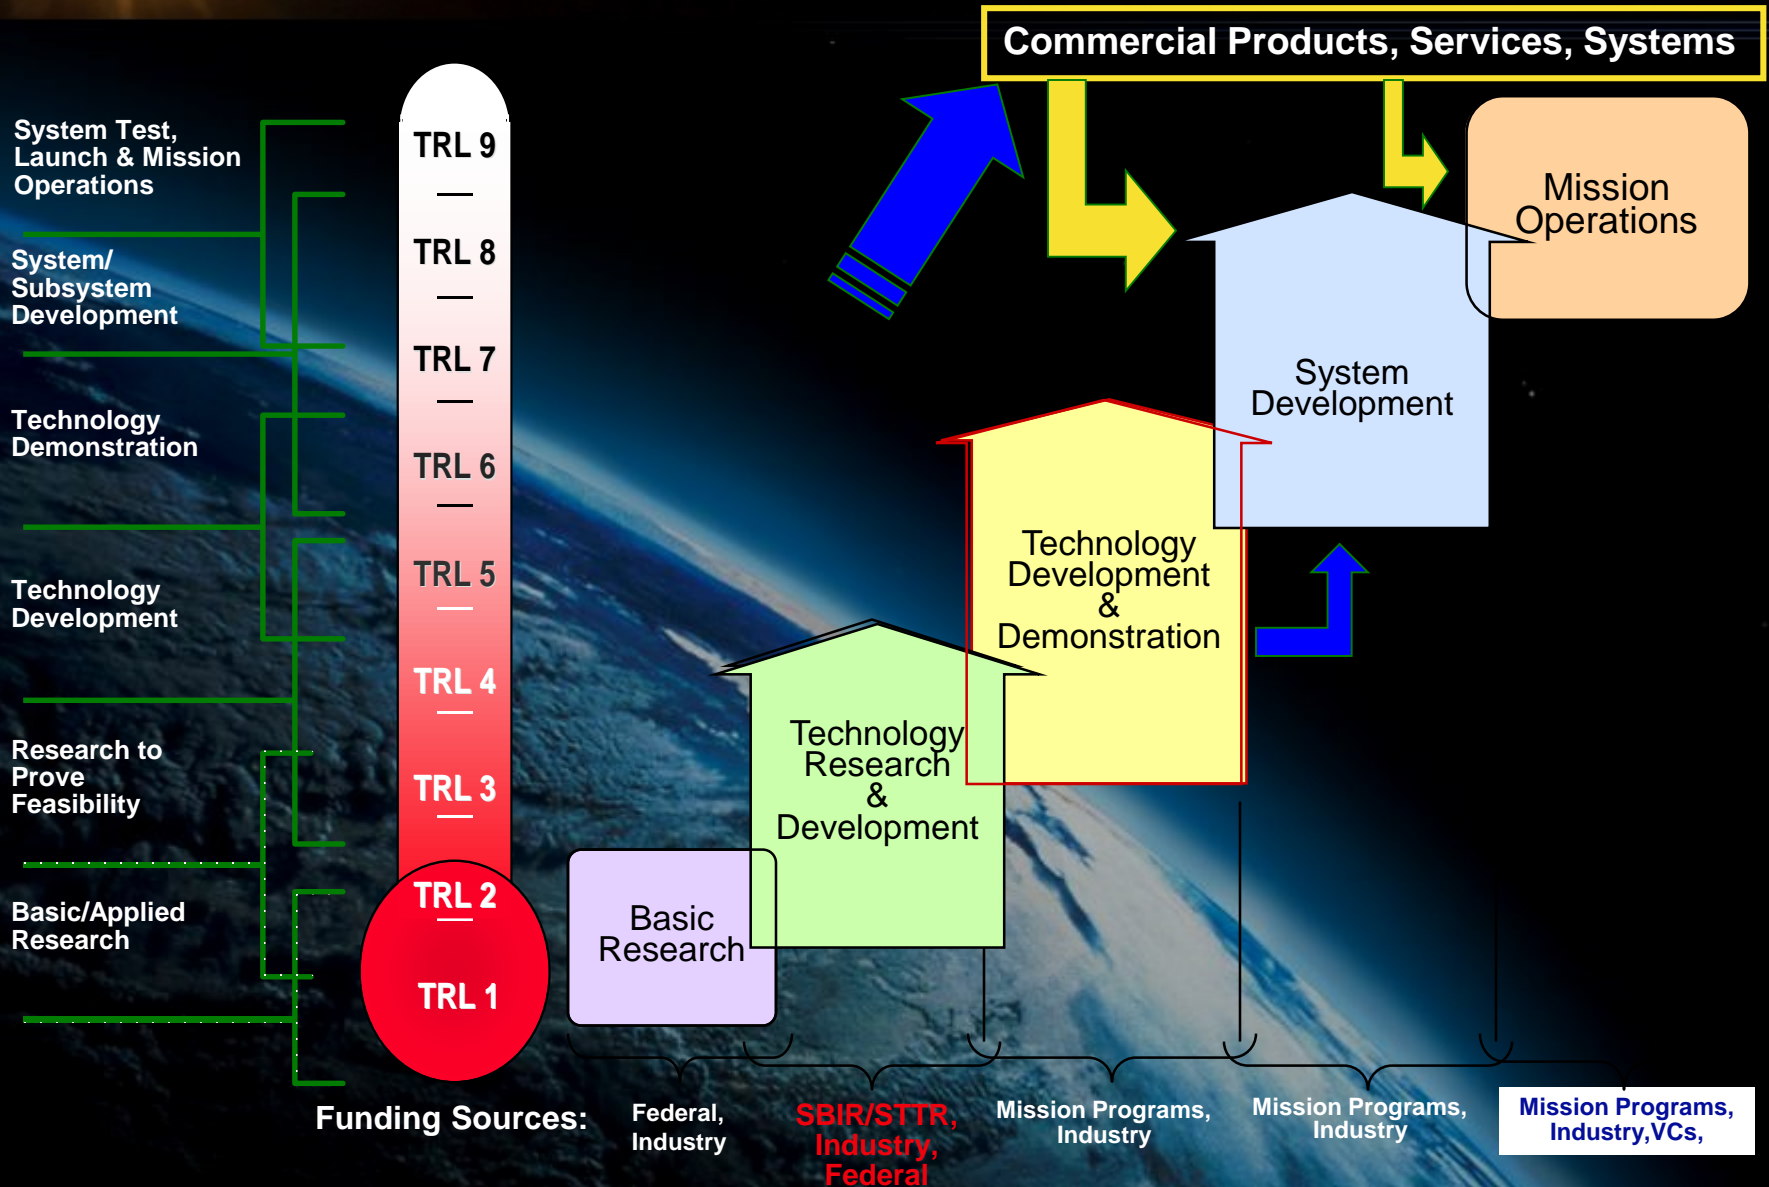 Commercial Products, Services, Systems
System Test,
Launch & Mission
Operations
System/
Subsystem
Development
Technology
Demonstration
Technology
Development
Research to
Prove
Feasibility
Basic/Applied
Research
TRL 9
TRL 8
TRL 7
TRL 6
TRL 5
TRL 4
TRL 3
TRL 2
TRL 1
Mission
Operations
System
Development
Technology
Development
&
Demonstration
Technology
Research
&
Development
Basic
Research
Funding Sources:
Federal,
Industry
SBIR/STTR,
Industry,
Federal
Mission Programs,
Industry
Mission Programs,
Industry
Mission Programs,
Industry,VCs,